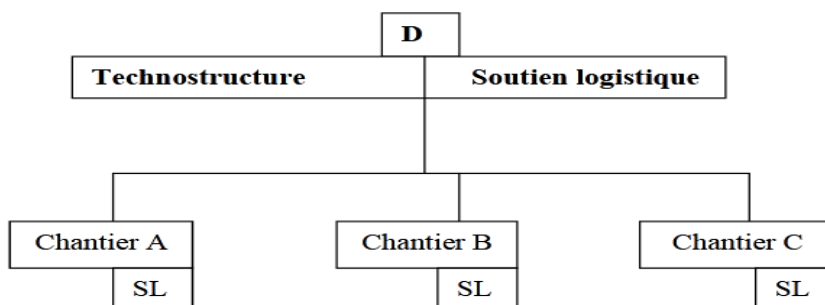 D
Technostructure Soutien logistique
Chantier A Chantier B Chantier C
SL SL SL